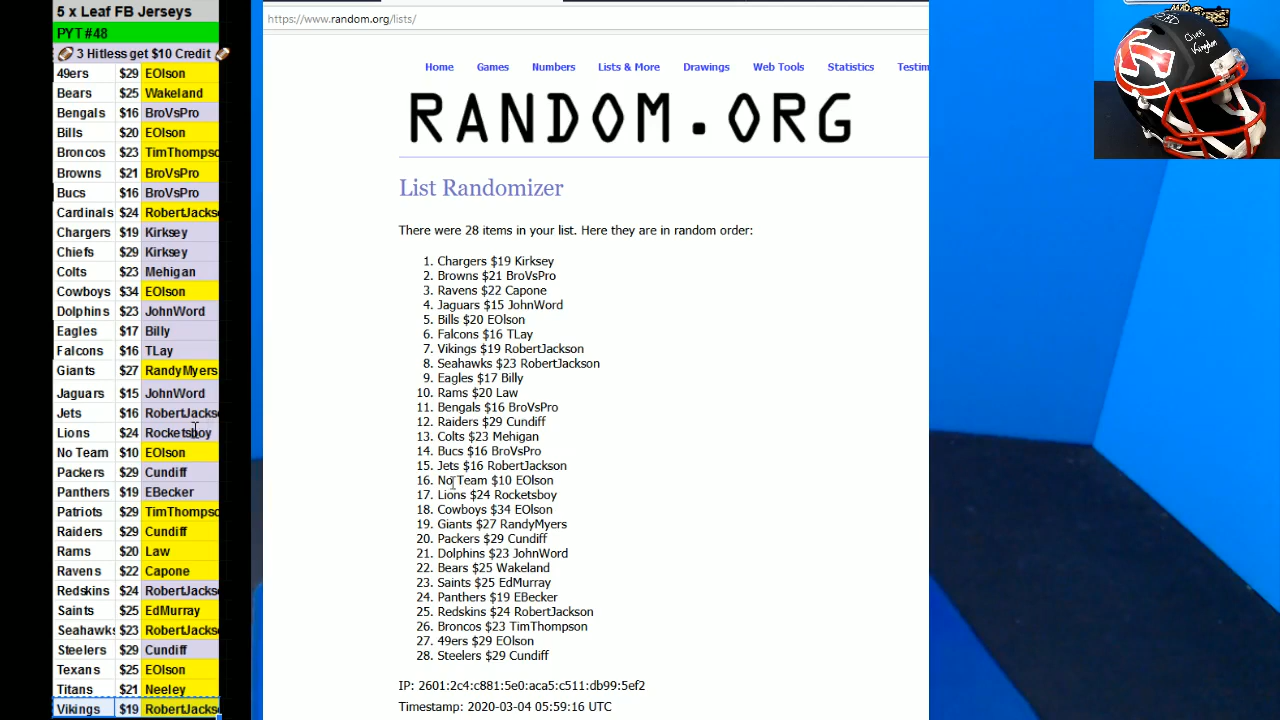 5 x Leaf FB Jerseys
PYT #48
3 Hitless get $10 Credit
49ers $29 EOlson
Bears $25 Wakeland
Bengals $16 BroVsPro
Bills $20 EOlson
Broncos $23 TimThompso
Browns $21 BroVsPro
Bucs $16 BroVsPro
Cardinals $24 RobertJackso
Chargers $19 Kirksey
Chiefs $29 Kirksey
Colts $23 Mehigan
Cowboys $34 EOlson
Dolphins $23 JohnWord
Eagles $17 Billy
Falcons $16 TLay
Giants $27 RandyMyers
Jaguars $15 JohnWord
Jets $16 RobertJackso
Lions $24 Rocketsboy
No Team $10 EOlson
Packers $29 Cundiff
Panthers $19 EBecker
Patriots $29 TimThompso
Raiders $29 Cundiff
Rams $20 Law
Ravens $22 Capone
Redskins $24 RobertJackso
Saints $25 EdMurray
Seahawks $23 RobertJackso
Steelers $29 Cundiff
Texans $25 EOlson
Titans $21 Neeley
Vikings $19 RobertJackso
https://www.random.org/lists/
Home Games Numbers Lists & More Drawings Web Tools Statistics Testim
RANDOM.ORG
List Randomizer
There were 28 items in your list. Here they are in random order:
1. Chargers $19 Kirksey
2. Browns $21 BroVsPro
3. Ravens $22 Capone
4. Jaguars $15 JohnWord
5. Bills $20 EOlson
6. Falcons $16 TLay
7. Vikings $19 RobertJackson
8. Seahawks $23 RobertJackson
9. Eagles $17 Billy
10. Rams $20 Law
11. Bengals $16 BroVsPro
12. Raiders $29 Cundiff
13. Colts $23 Mehigan
14. Bucs $16 BroVsPro
15. Jets $16 RobertJackson
16. No Team $10 EOlson
17. Lions $24 Rocketsboy
18. Cowboys $34 EOlson
19. Giants $27 RandyMyers
20. Packers $29 Cundiff
21. Dolphins $23 JohnWord
22. Bears $25 Wakeland
23. Saints $25 EdMurray
24. Panthers $19 EBecker
25. Redskins $24 RobertJackson
26. Broncos $23 TimThompson
27. 49ers $29 EOlson
28. Steelers $29 Cundiff
IP: 2601:2c4:c881:5e0:aca5:c511:db99:5ef2
Timestamp: 2020-03-04 05:59:16 UTC